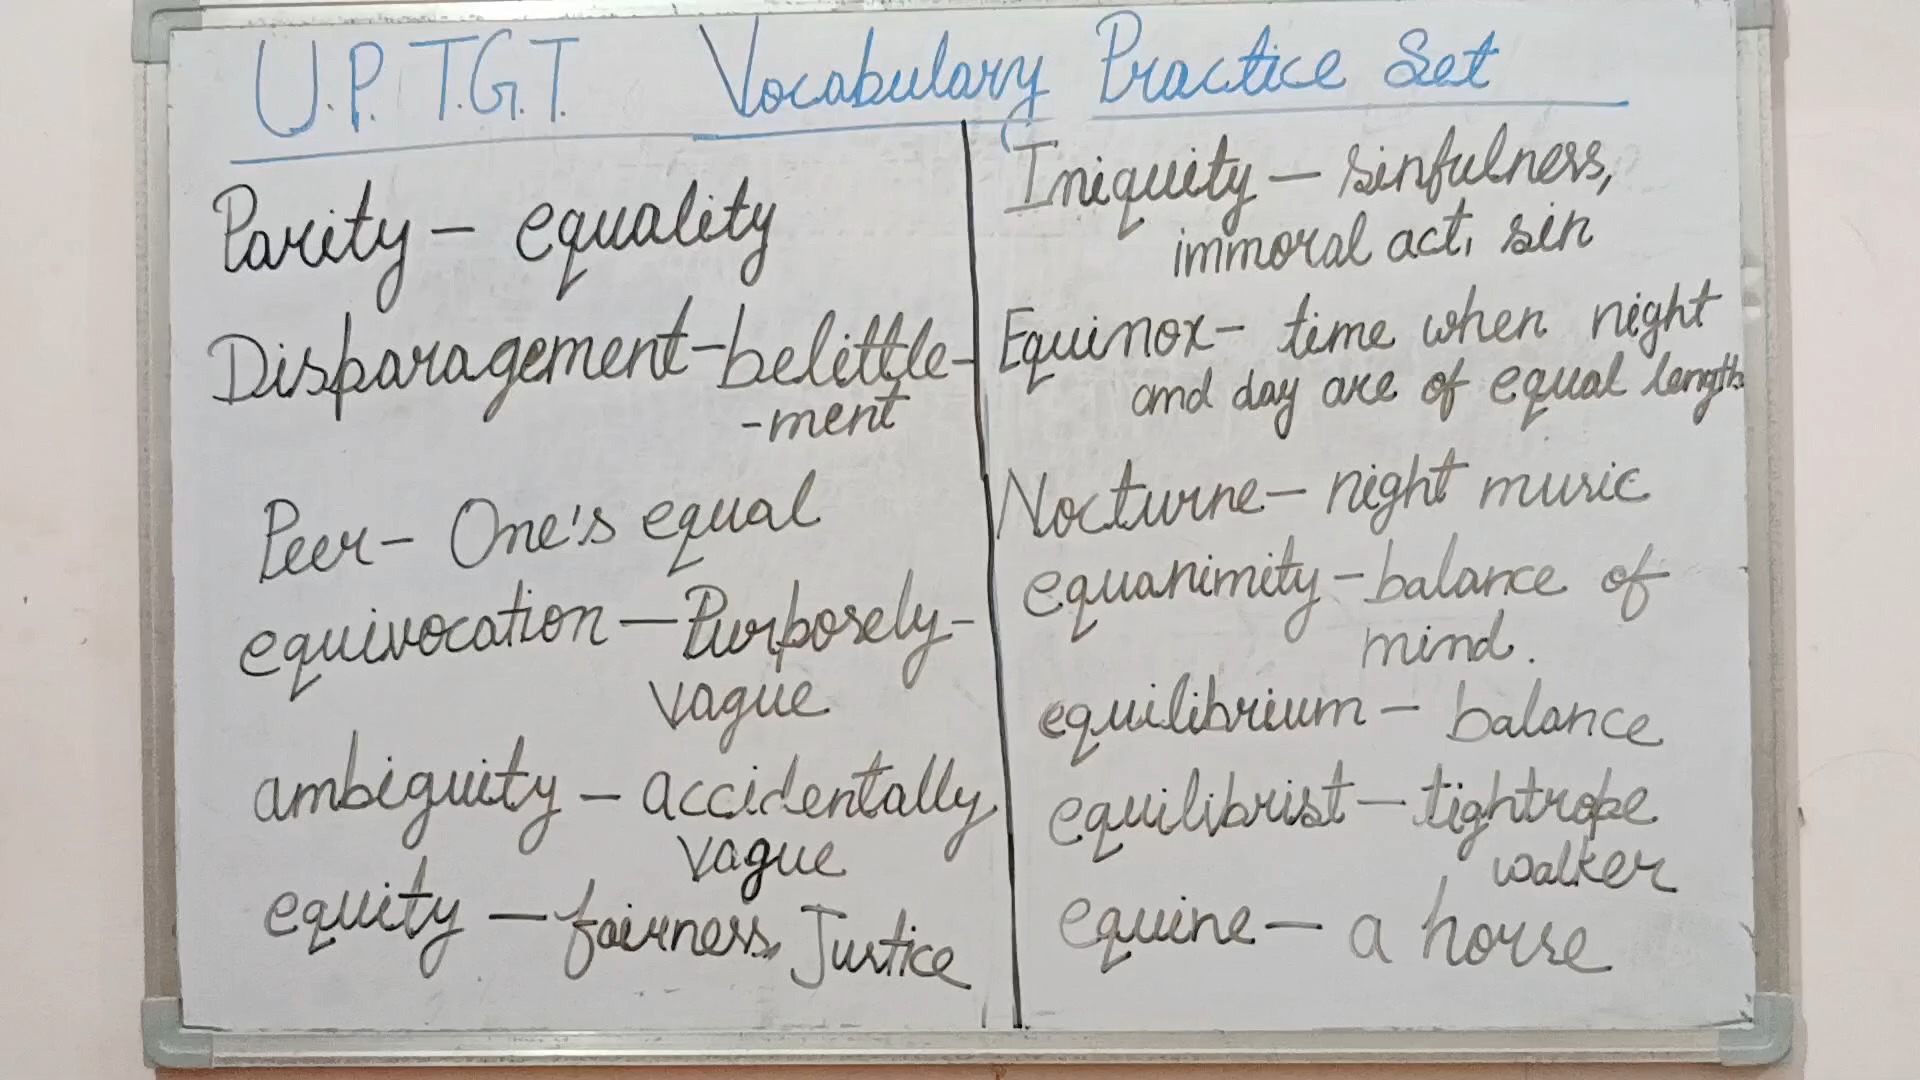 U.P. T.G.T. Vocabulary Practice Set
Parity - equality
Disparagement - belittle-
-ment
Peer - One's equal
equivocation - Purposely-
vague
ambiguity - accidentally
vague
equity - fairness, Justice
Iniquity - sinfulness,
immoral act, sin
Equinox - time when night
and day are of equal length
Nocturne - night music
equanimity - balance of
mind.
equilibrium - balance
equilibrist - tightrope
walker
equine - a horse